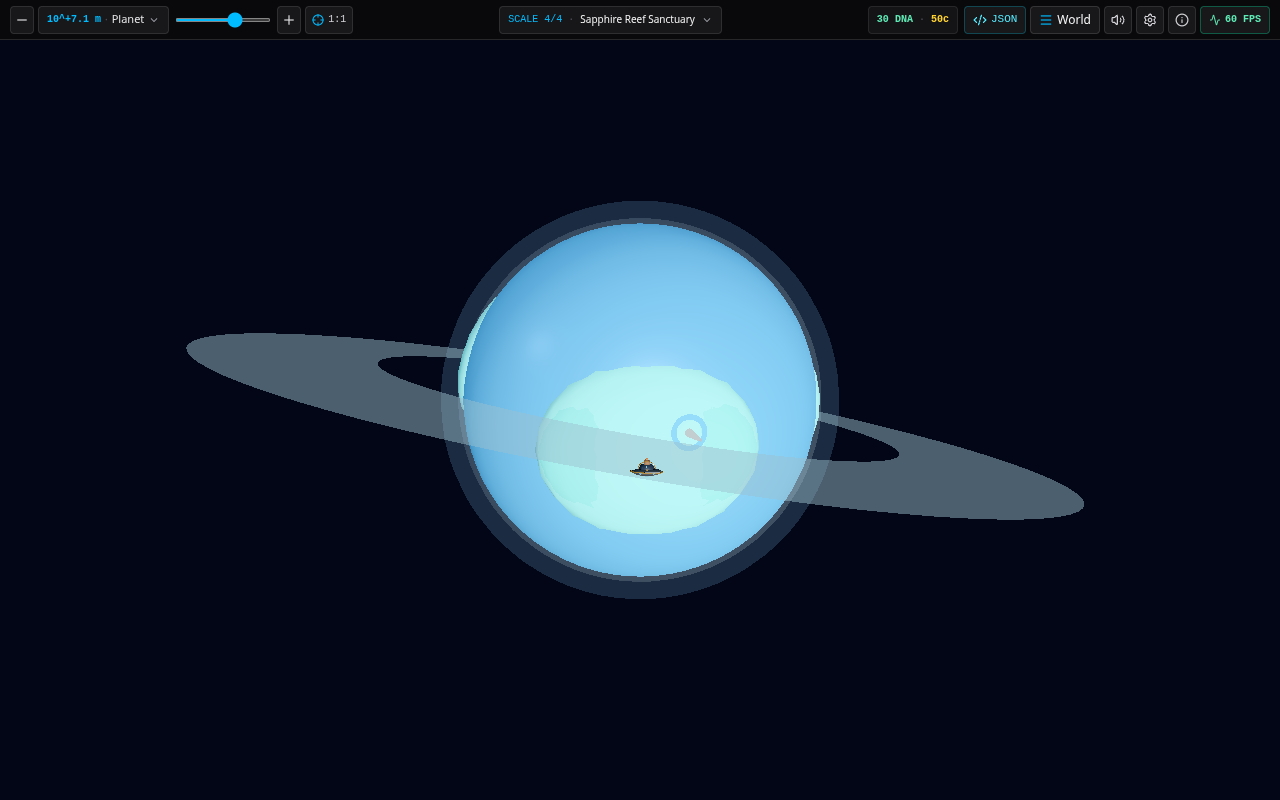 10^+7.1 m · Planet
1:1
SCALE 4/4 · Sapphire Reef Sanctuary
30 DNA · 50c
JSON
World
60 FPS